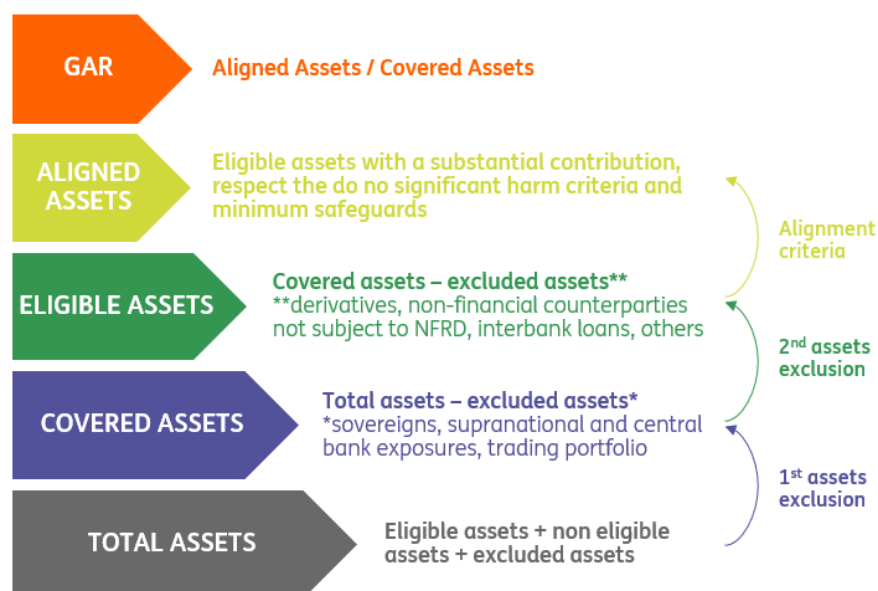 GAR
Aligned Assets / Covered Assets
ALIGNED
ASSETS
Eligible assets with a substantial contribution,
respect the do no significant harm criteria and
minimum safeguards
Alignment
criteria
ELIGIBLE ASSETS
Covered assets – excluded assets**
**derivatives, non-financial counterparties
not subject to NFRD, interbank loans, others
2nd assets
exclusion
COVERED ASSETS
Total assets – excluded assets*
*sovereigns, supranational and central
bank exposures, trading portfolio
1st assets
exclusion
TOTAL ASSETS
Eligible assets + non eligible
assets + excluded assets